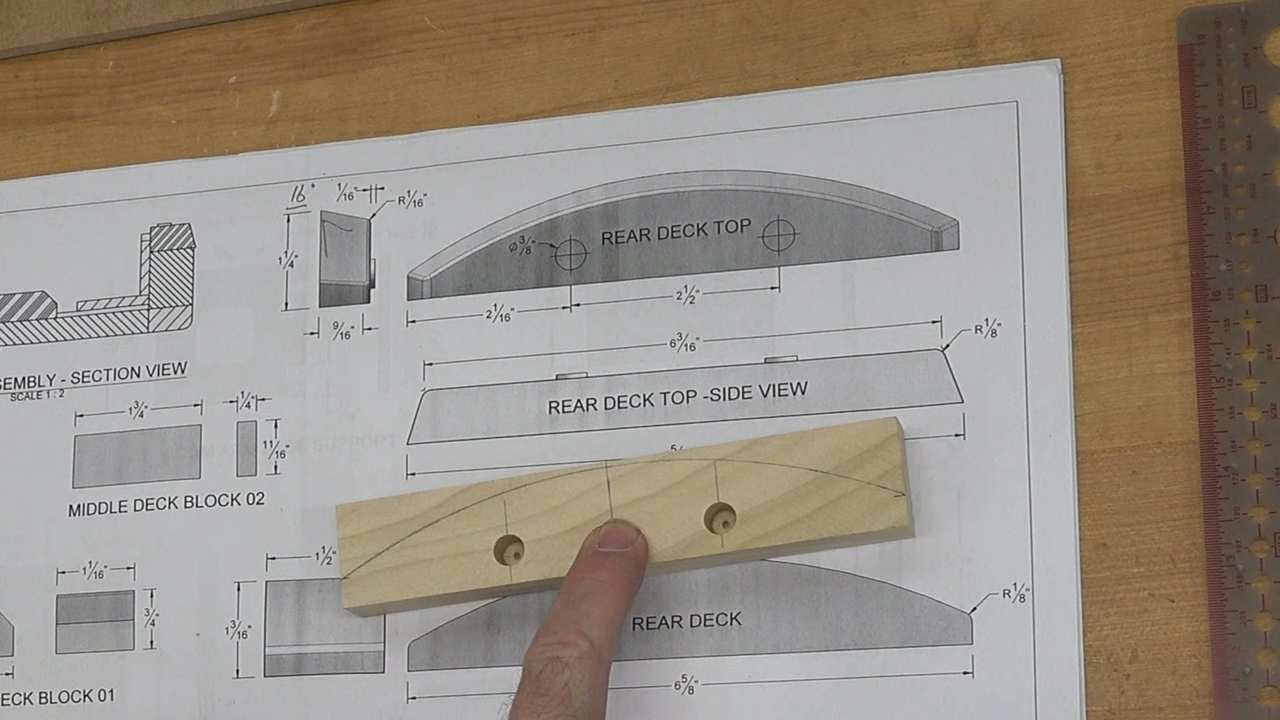 16°
1/16"
R1/16"
1 1/4"
9/16"
Ø3/8"
REAR DECK TOP
2 1/16"
2 1/2"
6 3/16"
R1/8"
REAR DECK TOP -SIDE VIEW
SEMBLY - SECTION VIEW
SCALE 1 : 2
1 3/4"
1/4"
11/16"
MIDDLE DECK BLOCK 02
1 1/2"
1 3/16"
1 1/16"
3/4"
REAR DECK
R1/8"
6 5/8"
ECK BLOCK 01